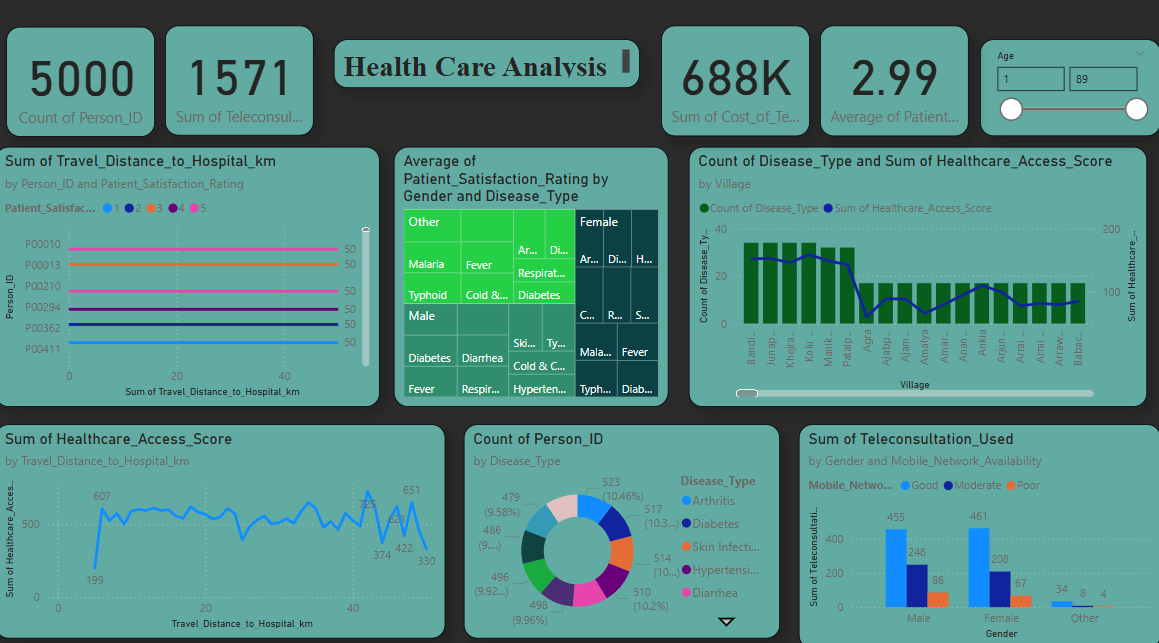 5000
Count of Person_ID
1571
Sum of Teleconsul...
Health Care Analysis
688K
Sum of Cost_of_Te...
2.99
Average of Patient...
Age
1
89
Sum of Travel_Distance_to_Hospital_km
by Person_ID and Patient_Satisfaction_Rating
Patient_Satisfac...
1
2
3
4
5
Person_ID
P00010
50
P00013
50
P00210
50
P00294
50
P00362
50
P00411
50
0
20
40
Sum of Travel_Distance_to_Hospital_km
Average of
Patient_Satisfaction_Rating by
Gender and Disease_Type
Other
Malaria
Fever
Ar...
Di...
Respirat...
Typhoid
Cold &...
Diabetes
Male
Diabetes
Diarrhea
Ski...
Ty...
Cold & C...
Fever
Respir...
Hyperten...
Female
Ar...
Di...
H...
C...
R...
S...
Mala...
Fever
Typh...
Diab...
Count of Disease_Type and Sum of Healthcare_Access_Score
by Village
Count of Disease_Type
Sum of Healthcare_Access_Score
Count of Disease_Ty...
40
20
0
200
100
Sum of Healthcare_...
Bandi...
Junap...
Khejra...
Kolu...
Manik...
Patalp...
Agra
Ajabp...
Ajam...
Amalya
Amar...
Anan...
Ankla
Arjun...
Arrai...
Arrai...
Arraw...
Babac...
Village
Sum of Healthcare_Access_Score
by Travel_Distance_to_Hospital_km
Sum of Healthcare_Acces...
500
0
607
199
725
374
621
422
651
330
0
20
40
Travel_Distance_to_Hospital_km
Count of Person_ID
by Disease_Type
523
(10.46%)
517
(10.3...)
514
(10...)
510
(10.2%)
498
(9.96%)
496
(9.92...)
486
(9....)
479
(9.58%)
Disease_Type
Arthritis
Diabetes
Skin Infecti...
Hypertensi...
Diarrhea
Sum of Teleconsultation_Used
by Gender and Mobile_Network_Availability
Mobile_Netwo...
Good
Moderate
Poor
Sum of Teleconsultati...
400
200
0
455
248
86
461
208
67
34
8
4
Male
Female
Other
Gender